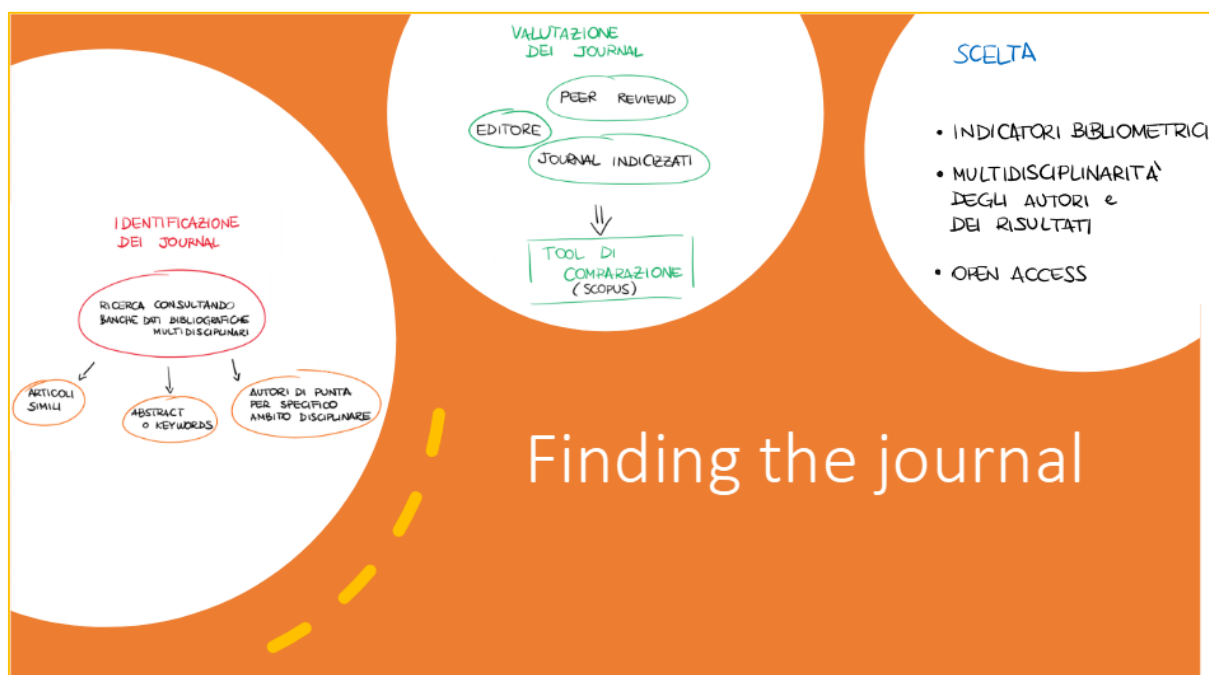 IDENTIFICAZIONE
DEI JOURNAL
RICERCA CONSULTANDO
BANCHE DATI BIBLIOGRAFICHE
MULTIDISCIPLINARI
ARTICOLI
SIMILI
ABSTRACT
O KEYWORDS
AUTORI DI PUNTA
PER SPECIFICO
AMBITO DISCIPLINARE
VALUTAZIONE
DEI JOURNAL
PEER REVIEWD
EDITORE
JOURNAL INDICIZZATI
TOOL DI
COMPARAZIONE
(SCOPUS)
SCELTA
• INDICATORI BIBLIOMETRICI
• MULTIDISCIPLINARITA'
DEGLI AUTORI e
DEI RISULTATI
• OPEN ACCESS
Finding the journal